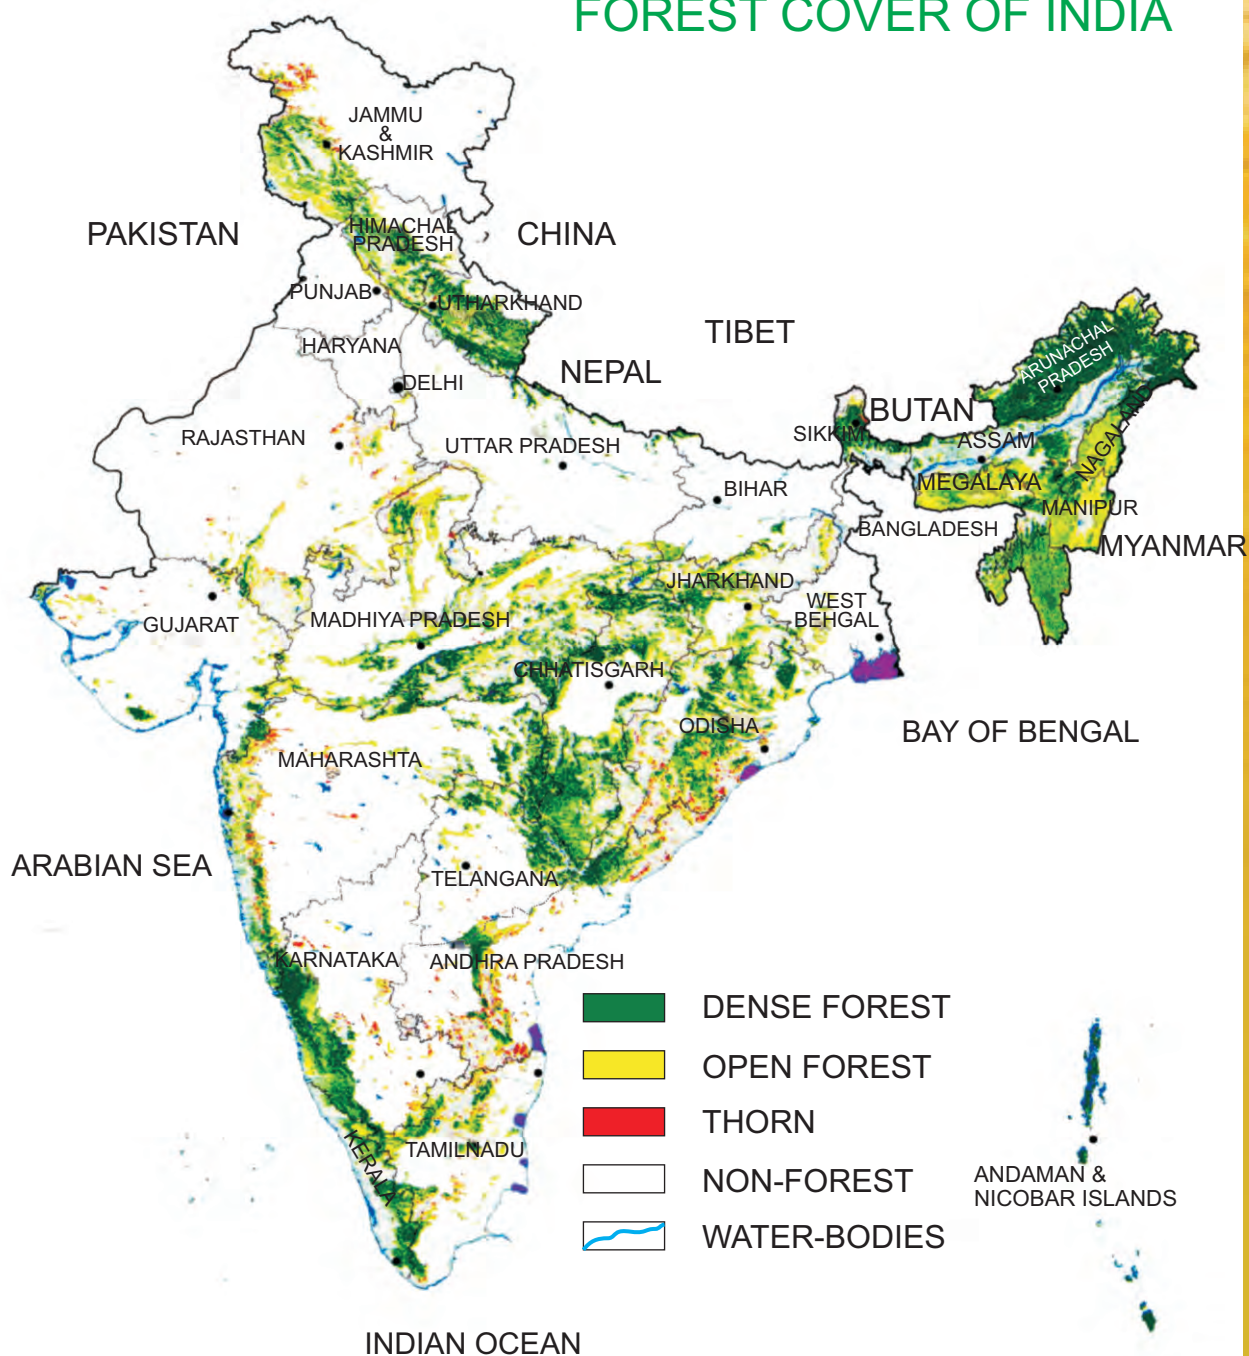 FOREST COVER OF INDIA
JAMMU
&
KASHMIR
PAKISTAN
HIMACHAL
PRADESH
CHINA
PUNJAB
UTHARKHAND
TIBET
HARYANA
NEPAL
DELHI
ARUNACHAL
PRADESH
BUTAN
RAJASTHAN
UTTAR PRADESH
SIKKIM
ASSAM
NAGALAND
BIHAR
MEGALAYA
MANIPUR
BANGLADESH
MYANMAR
JHARKHAND
GUJARAT
MADHIYA PRADESH
WEST
BEHGAL
CHHATISGARH
ODISHA
BAY OF BENGAL
MAHARASHTA
ARABIAN SEA
TELANGANA
KARNATAKA
ANDHRA PRADESH
DENSE FOREST
OPEN FOREST
THORN
NON-FOREST
WATER-BODIES
KERALA
TAMILNADU
ANDAMAN &
NICOBAR ISLANDS
INDIAN OCEAN